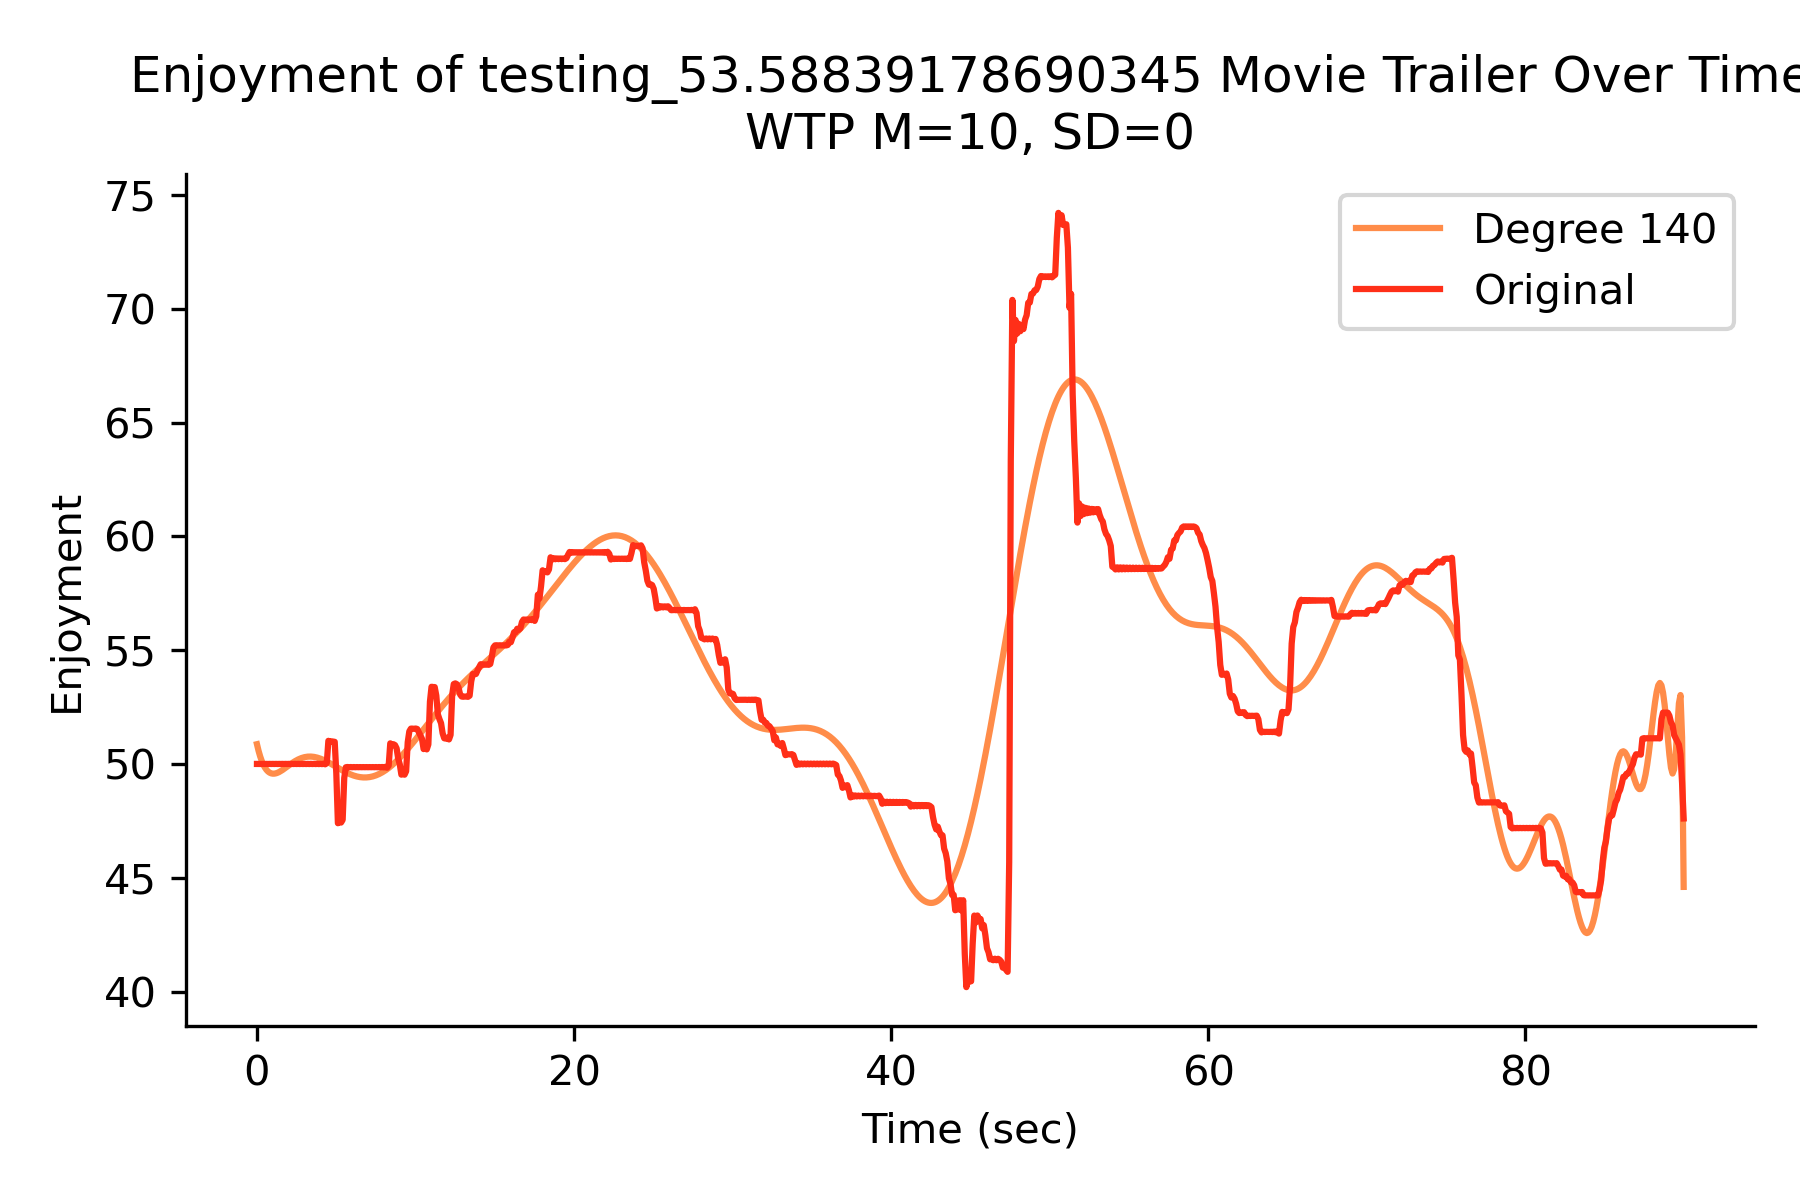 Enjoyment of testing_53.58839178690345 Movie Trailer Over Time
WTP M=10, SD=0
75
70
65
60
55
50
45
40
Enjoyment
Degree 140
Original
0 20 40 60 80
Time (sec)